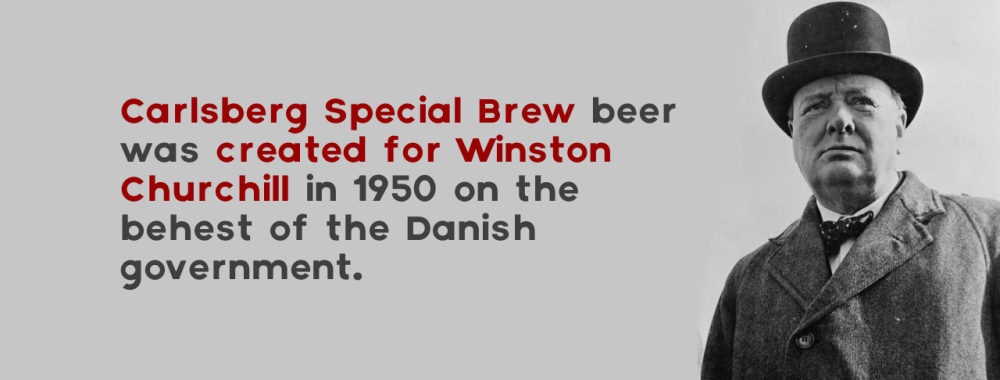 Carlsberg Special Brew beer
was created for Winston
Churchill in 1950 on the
behest of the Danish
government.